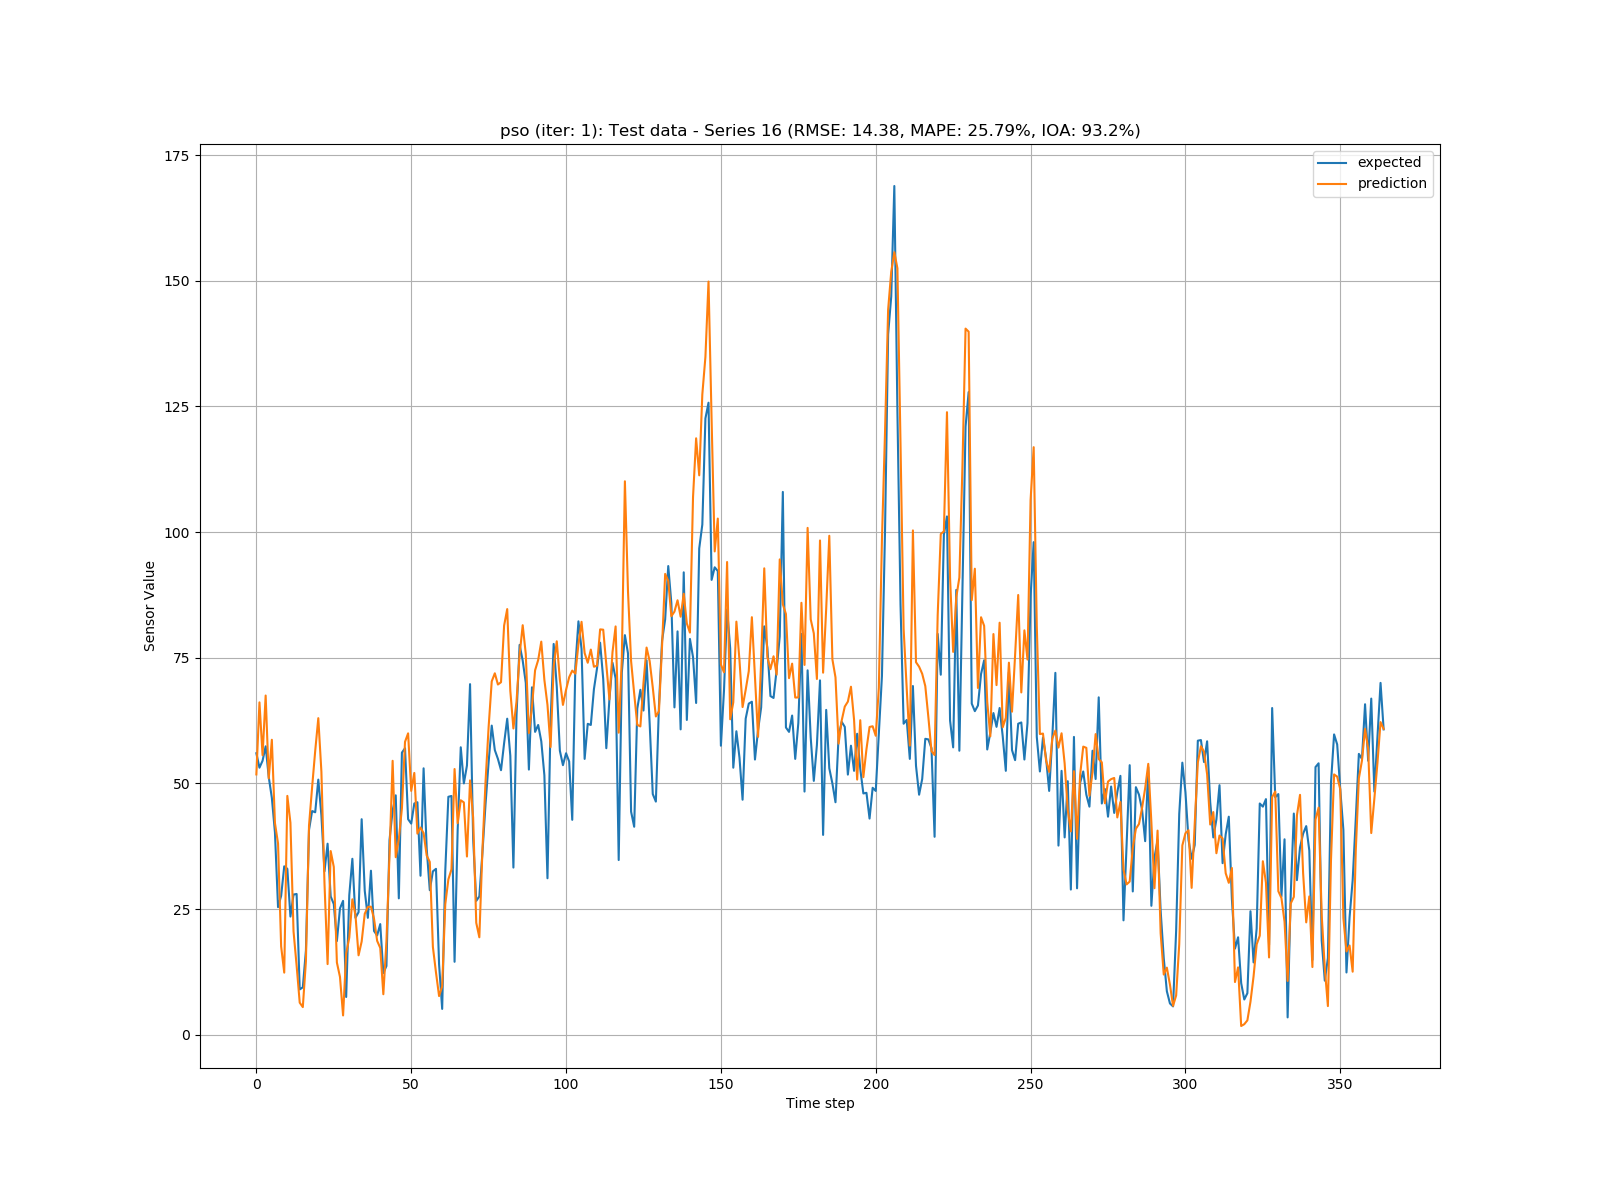 pso (iter: 1): Test data - Series 16 (RMSE: 14.38, MAPE: 25.79%, IOA: 93.2%)
expected
prediction
175
150
125
100
75
50
25
0
Sensor Value
0 50 100 150 200 250 300 350
Time step